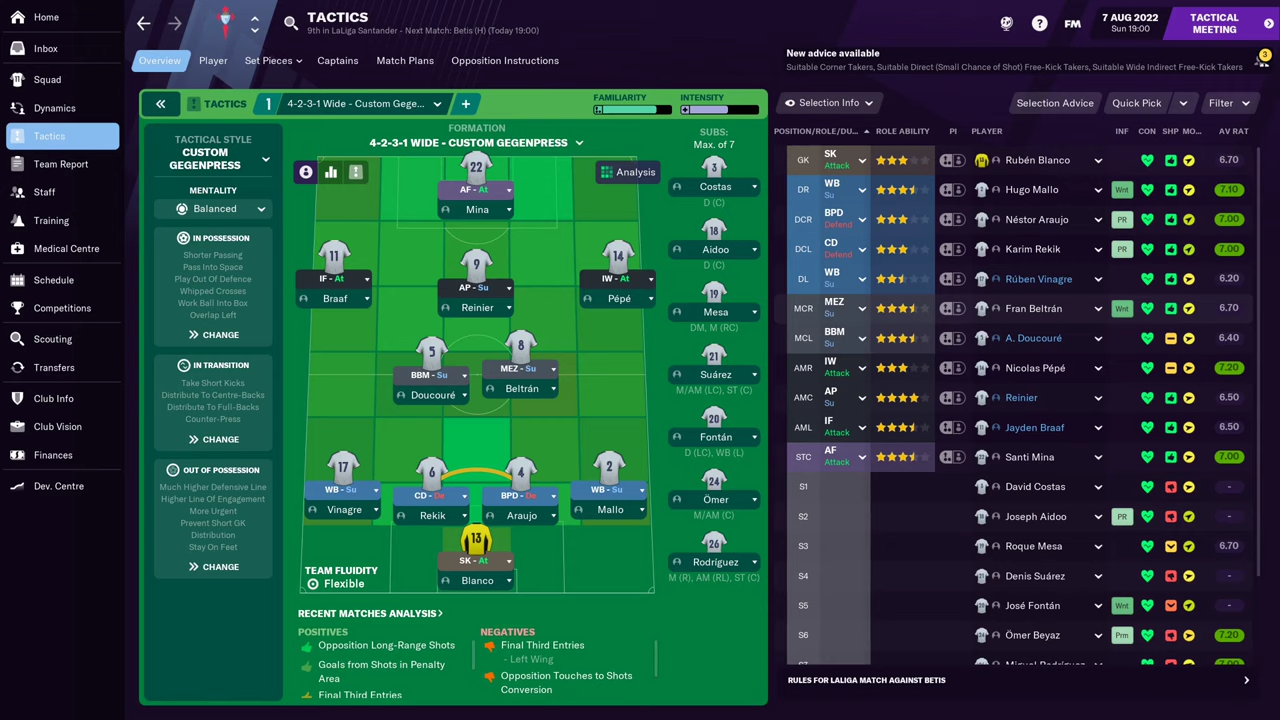 Home
Inbox
Squad
Dynamics
Tactics
Team Report
Staff
Training
Medical Centre
Schedule
Competitions
Scouting
Transfers
Club Info
Club Vision
Finances
Dev. Centre
TACTICS
9th in LaLiga Santander - Next Match: Betis (H) (Today 19:00)
FM
7 AUG 2022
Sun 19:00
TACTICAL
MEETING
Overview
Player
Set Pieces
Captains
Match Plans
Opposition Instructions
New advice available
Suitable Corner Takers, Suitable Direct (Small Chance of Shot) Free-Kick Takers, Suitable Wide Indirect Free-Kick Takers
3
TACTICS
1
4-2-3-1 Wide - Custom Gege...
FAMILIARITY
INTENSITY
TACTICAL STYLE
CUSTOM
GEGENPRESS
MENTALITY
Balanced
IN POSSESSION
Shorter Passing
Pass Into Space
Play Out Of Defence
Whipped Crosses
Work Ball Into Box
Overlap Left
CHANGE
IN TRANSITION
Take Short Kicks
Distribute To Centre-Backs
Distribute To Full-Backs
Counter-Press
CHANGE
OUT OF POSSESSION
Much Higher Defensive Line
Higher Line of Engagement
More Urgent
Prevent Short GK
Distribution
Stay On Feet
CHANGE
FORMATION
4-2-3-1 WIDE - CUSTOM GEGENPRESS
Analysis
22
AF - At
Mina
11
IF - At
Braaf
9
AP - Su
Reinier
14
IW - At
Pépé
5
BBM - Su
Doucouré
8
MEZ - Su
Beltrán
17
WB - Su
Vinagre
6
CD - De
Rekik
4
BPD - De
Araujo
2
WB - Su
Mallo
13
SK - At
Blanco
TEAM FLUIDITY
Flexible
SUBS:
Max. of 7
3
Costas
D (C)
18
Aidoo
D (C)
19
Mesa
DM, M (RC)
21
Suárez
M/AM (LC), ST (C)
20
Fontán
D (LC), WB (L)
24
Ömer
M/AM (C)
26
Rodríguez
M (R), AM (RL), ST (C)
RECENT MATCHES ANALYSIS
POSITIVES
Opposition Long-Range Shots
Goals from Shots in Penalty
Area
Final Third Entries
NEGATIVES
Final Third Entries
- Left Wing
Opposition Touches to Shots
Conversion
Selection Info
Selection Advice
Quick Pick
Filter
POSITION/ROLE/DU... ROLE ABILITY PI PLAYER INF CON SHP MO... AV RAT
GK SK Attack Rubén Blanco 6.70
DR WB Su Hugo Mallo Wnt 7.10
DCR BPD Defend Néstor Araujo PR 7.00
DCL CD Defend Karim Rekik PR 7.00
DL WB Su Rúben Vinagre 6.20
MCR MEZ Su Fran Beltrán Wnt 6.70
MCL BBM Su A. Doucouré 6.40
AMR IW Attack Nicolas Pépé 7.20
AMC AP Su Reinier 6.50
AML IF Attack Jayden Braaf 6.50
STC AF Attack Santi Mina 7.00
S1 David Costas -
S2 Joseph Aidoo PR -
S3 Roque Mesa 6.70
S4 Denis Suárez -
S5 José Fontán Wnt -
S6 Ömer Beyaz Prm 7.20
RULES FOR LALIGA MATCH AGAINST BETIS